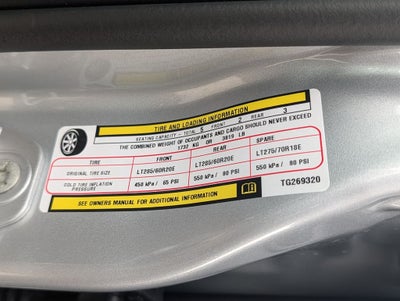 TIRE AND LOADING INFORMATION
SEATING CAPACITY - TOTAL 5 FRONT 2 REAR 3
THE COMBINED WEIGHT OF OCCUPANTS AND CARGO SHOULD NEVER EXCEED
1732 KG OR 3819 LB
TIRE FRONT REAR SPARE
ORIGINAL TIRE SIZE LT285/60R20E LT285/60R20E LT275/70R18E
COLD TIRE INFLATION PRESSURE 450 kPa / 65 PSI 550 kPa / 80 PSI 550 kPa / 80 PSI
SEE OWNERS MANUAL FOR ADDITIONAL INFORMATION
TG269320